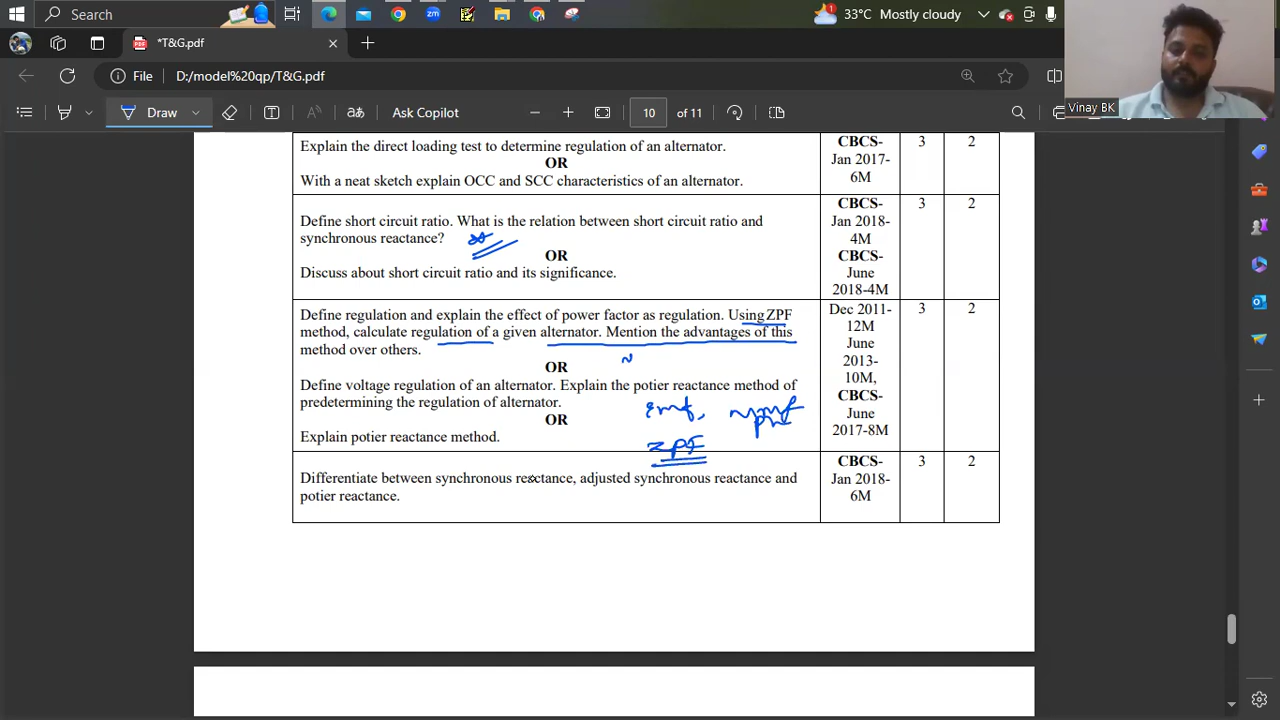 Search
33°C Mostly cloudy
*T&G.pdf
File
D:/model%20qp/T&G.pdf
Vinay BK
Draw
Ask Copilot
10
of 11
Explain the direct loading test to determine regulation of an alternator.
OR
With a neat sketch explain OCC and SCC characteristics of an alternator.
CBCS-
Jan 2017-
6M
3
2
Define short circuit ratio. What is the relation between short circuit ratio and
synchronous reactance?
OR
Discuss about short circuit ratio and its significance.
CBCS-
Jan 2018-
4M
CBCS-
June
2018-4M
3
2
Define regulation and explain the effect of power factor as regulation. Using ZPF
method, calculate regulation of a given alternator. Mention the advantages of this
method over others.
OR
Define voltage regulation of an alternator. Explain the potier reactance method of
predetermining the regulation of alternator.
OR
Explain potier reactance method.
emf, mmf
ZPF
Dec 2011-
12M
June
2013-
10M,
CBCS-
June
2017-8M
3
2
Differentiate between synchronous reactance, adjusted synchronous reactance and
potier reactance.
CBCS-
Jan 2018-
6M
3
2